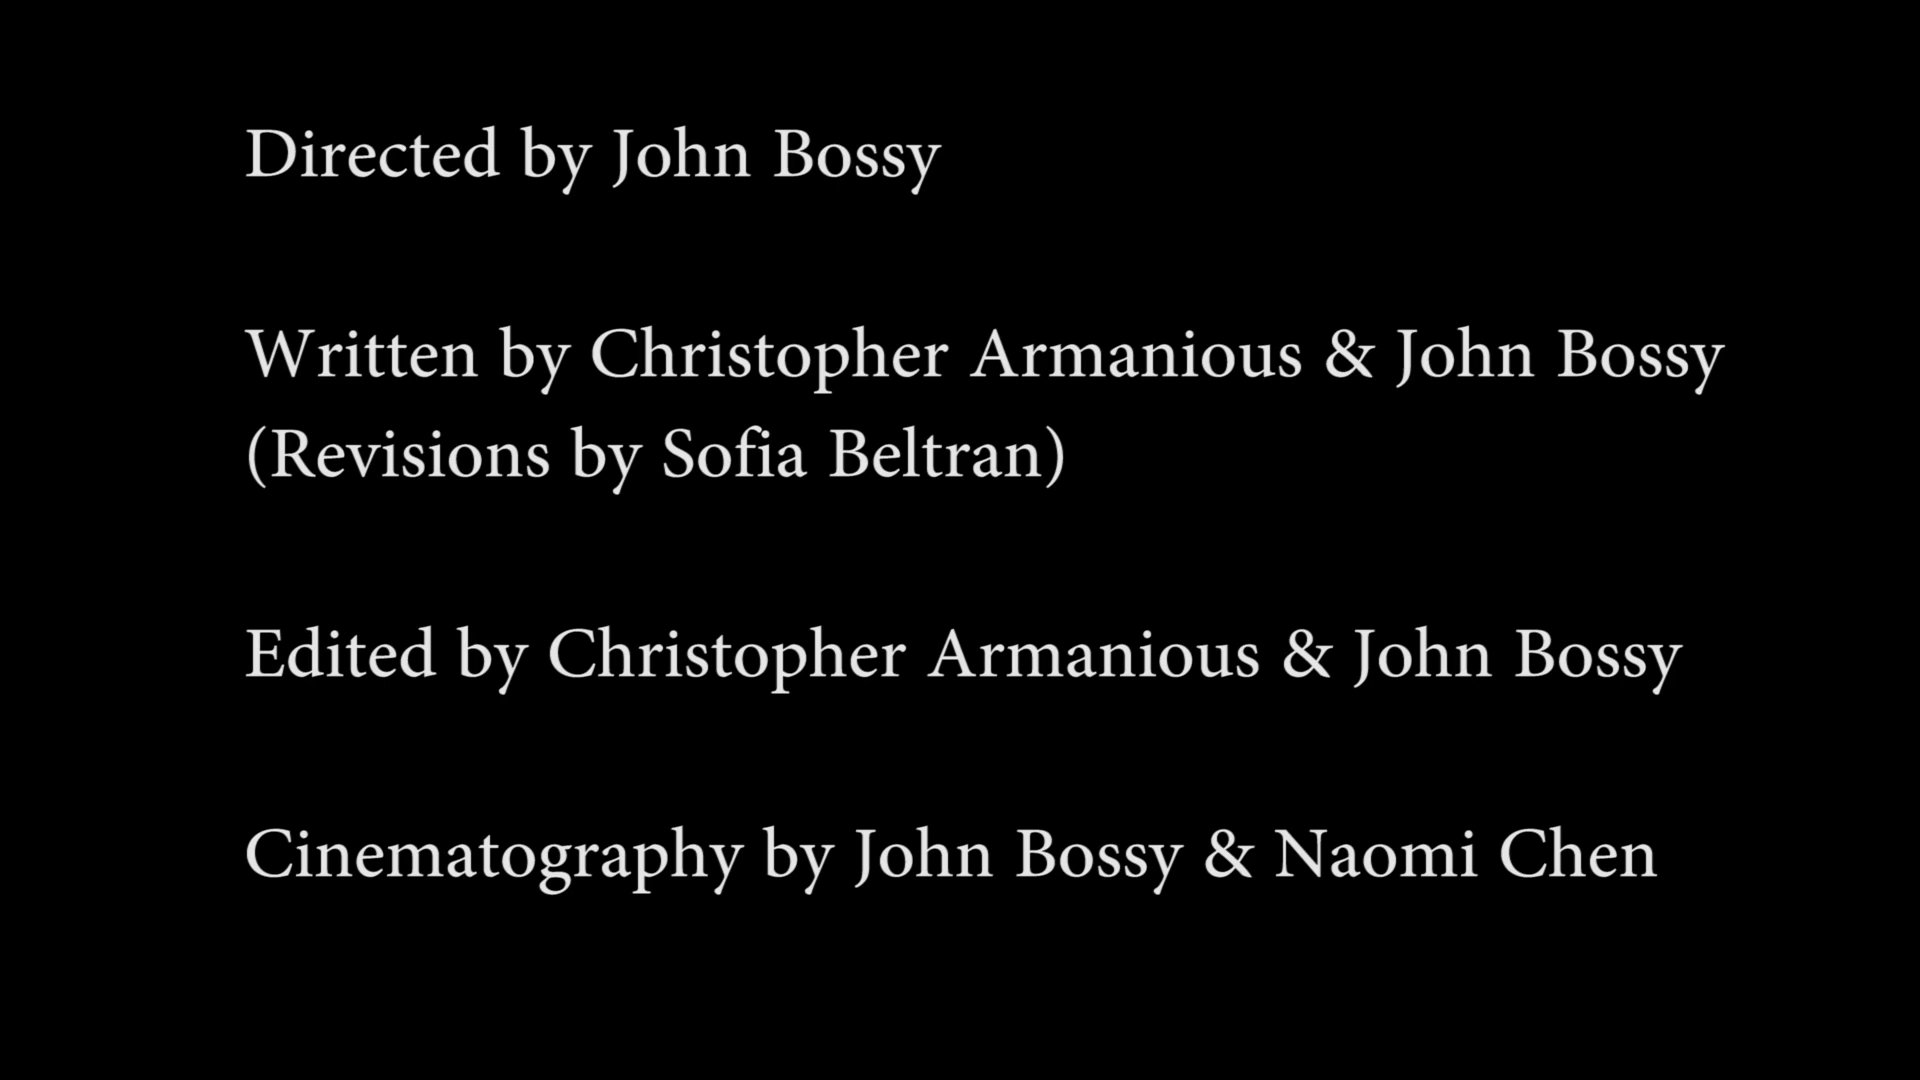 Directed by John Bossy
Written by Christopher Armanious & John Bossy
(Revisions by Sofia Beltran)
Edited by Christopher Armanious & John Bossy
Cinematography by John Bossy & Naomi Chen